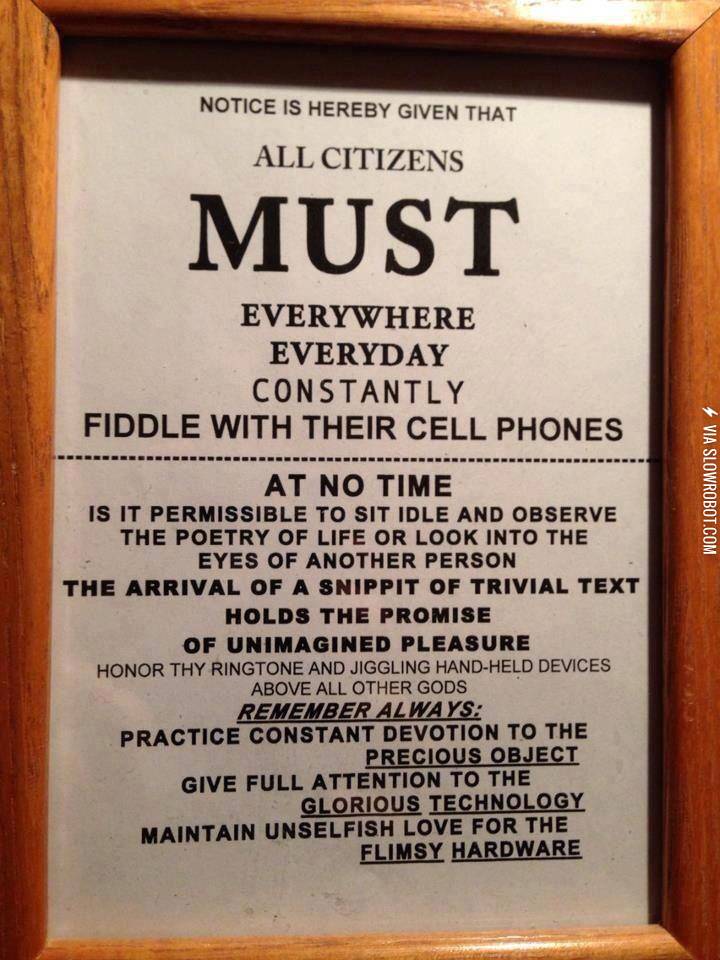 NOTICE IS HEREBY GIVEN THAT
ALL CITIZENS
MUST
EVERYWHERE
EVERYDAY
CONSTANTLY
FIDDLE WITH THEIR CELL PHONES
AT NO TIME
IS IT PERMISSIBLE TO SIT IDLE AND OBSERVE
THE POETRY OF LIFE OR LOOK INTO THE
EYES OF ANOTHER PERSON
THE ARRIVAL OF A SNIPPIT OF TRIVIAL TEXT
HOLDS THE PROMISE
OF UNIMAGINED PLEASURE
HONOR THY RINGTONE AND JIGGLING HAND-HELD DEVICES
ABOVE ALL OTHER GODS
REMEMBER ALWAYS:
PRACTICE CONSTANT DEVOTION TO THE
PRECIOUS OBJECT
GIVE FULL ATTENTION TO THE
GLORIOUS TECHNOLOGY
MAINTAIN UNSELFISH LOVE FOR THE
FLIMSY HARDWARE
VIA SLOWROBOT.COM